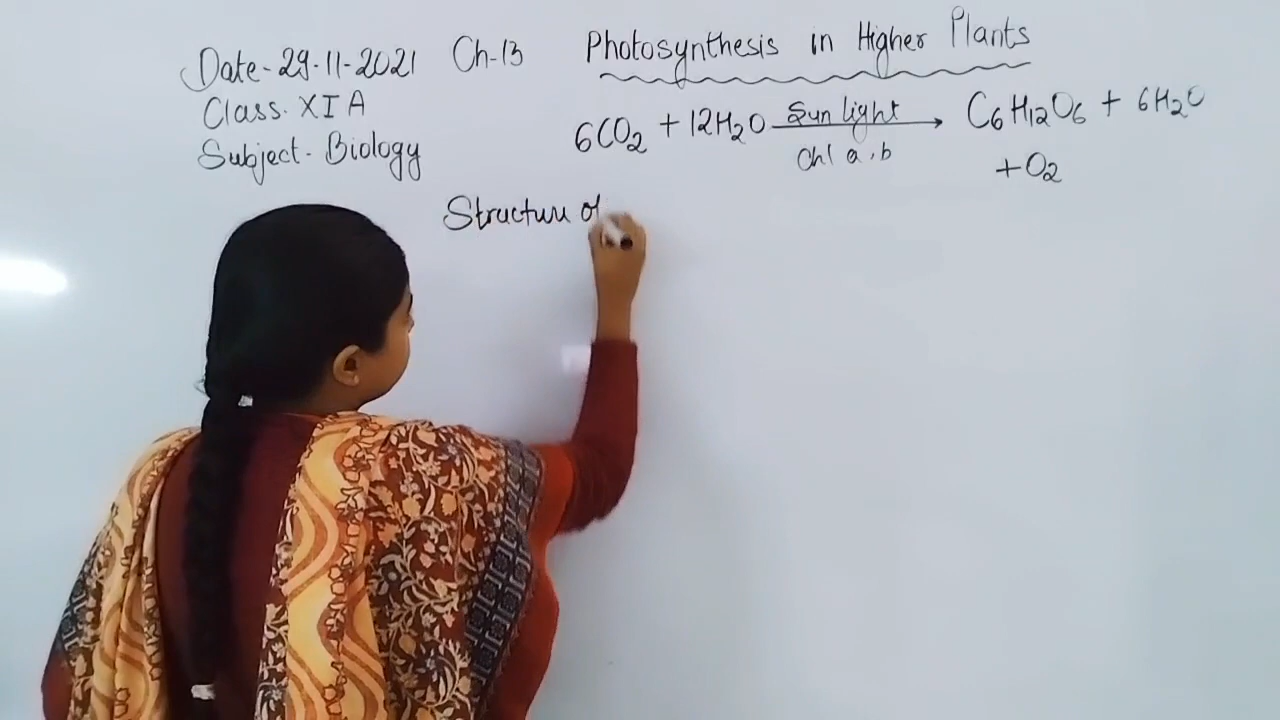 Date-29-11-2021 Ch-13 Photosynthesis in Higher Plants
Class. XI A
Subject- Biology
6CO2 + 12H2O Sun light C6H12O6 + 6H2O
Chl a, b
+O2
Structure of